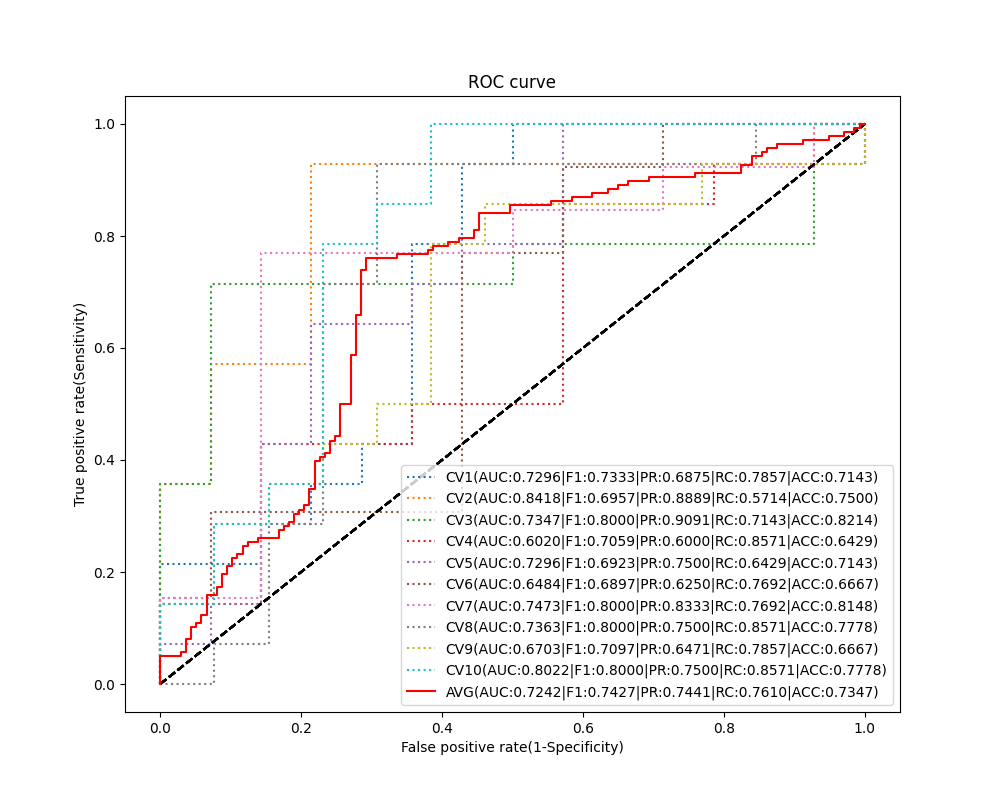 ROC curve
True positive rate(Sensitivity)
1.0
0.8
0.6
0.4
0.2
0.0
CV1(AUC:0.7296|F1:0.7333|PR:0.6875|RC:0.7857|ACC:0.7143)
CV2(AUC:0.8418|F1:0.6957|PR:0.8889|RC:0.5714|ACC:0.7500)
CV3(AUC:0.7347|F1:0.8000|PR:0.9091|RC:0.7143|ACC:0.8214)
CV4(AUC:0.6020|F1:0.7059|PR:0.6000|RC:0.8571|ACC:0.6429)
CV5(AUC:0.7296|F1:0.6923|PR:0.7500|RC:0.6429|ACC:0.7143)
CV6(AUC:0.6484|F1:0.6897|PR:0.6250|RC:0.7692|ACC:0.6667)
CV7(AUC:0.7473|F1:0.8000|PR:0.8333|RC:0.7692|ACC:0.8148)
CV8(AUC:0.7363|F1:0.8000|PR:0.7500|RC:0.8571|ACC:0.7778)
CV9(AUC:0.6703|F1:0.7097|PR:0.6471|RC:0.7857|ACC:0.6667)
CV10(AUC:0.8022|F1:0.8000|PR:0.7500|RC:0.8571|ACC:0.7778)
AVG(AUC:0.7242|F1:0.7427|PR:0.7441|RC:0.7610|ACC:0.7347)
0.0 0.2 0.4 0.6 0.8 1.0
False positive rate(1-Specificity)